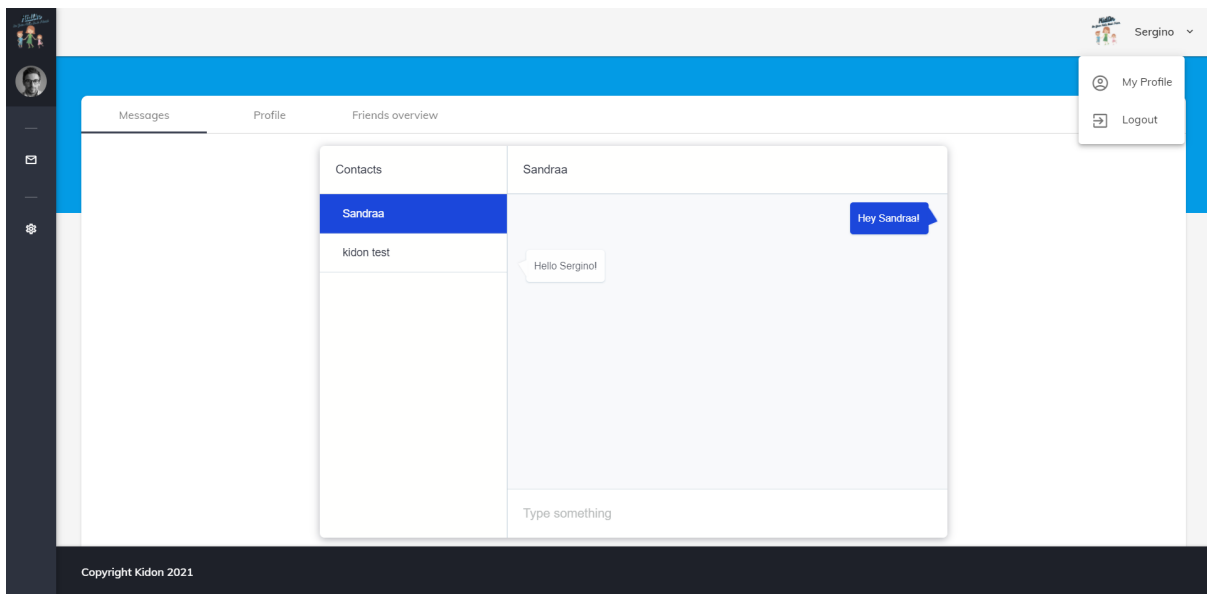 Kidon
Sergino
My Profile
Logout
Messages
Profile
Friends overview
Contacts
Sandraa
kidon test
Sandraa
Hey Sandraa!
Hello Sergino!
Type something
Copyright Kidon 2021